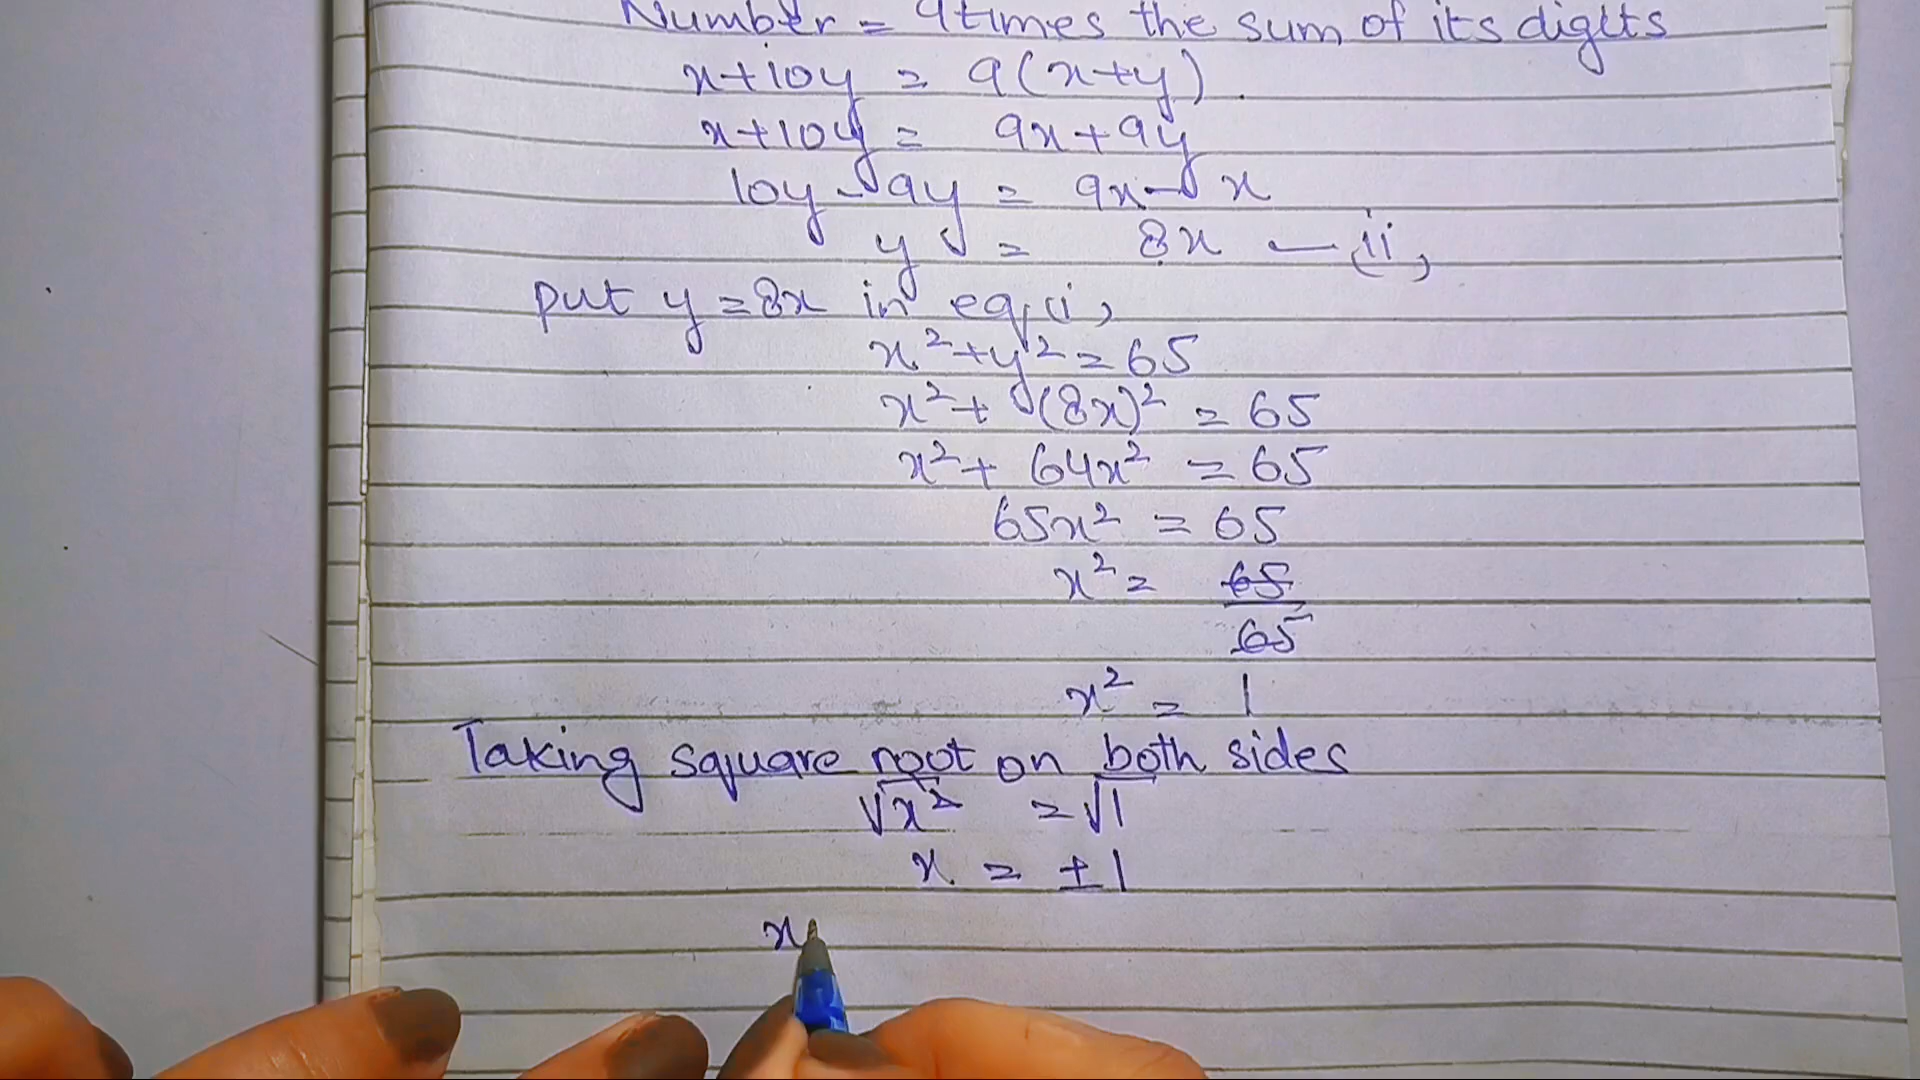 Number = 9times the sum of its digits
x+10y = 9(x+y).
x+10y = 9x+9y
10y-9y = 9x-x
y = 8x — (ii)
put y=8x in eq (i)
x²+y²=65
x²+ (8x)² = 65
x²+ 64x² = 65
65x² = 65
x² = 65/65
x² = 1
Taking square root on both sides
√x² = √1
x = ±1
x